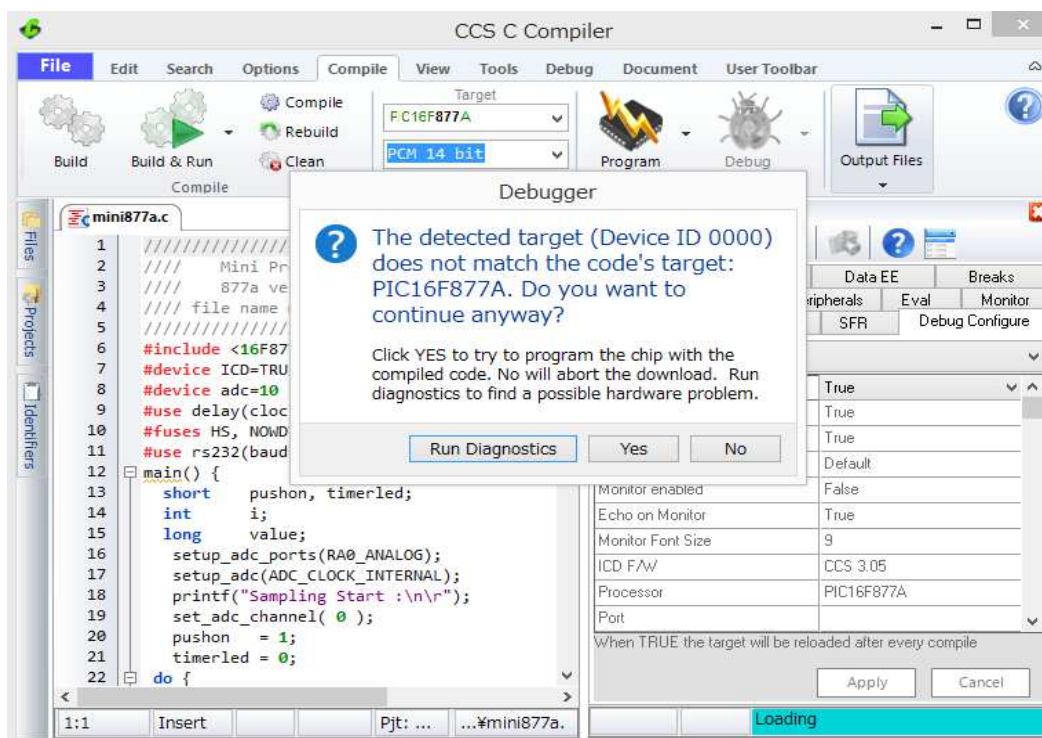 CCS C Compiler
File Edit Search Options Compile View Tools Debug Document User Toolbar
Build
Build & Run
Compile
Rebuild
Clean
Compile
Target
PIC16F877A
PCM 14 bit
Program
Debug
Output Files
Files
Projects
Identifiers
mini877a.c
Debugger
The detected target (Device ID 0000)
does not match the code's target:
PIC16F877A. Do you want to
continue anyway?
Click YES to try to program the chip with the
compiled code. No will abort the download. Run
diagnostics to find a possible hardware problem.
Run Diagnostics Yes No
1 ////////////////
2 //// Mini Pr
3 //// 877a ve
4 //// file name
5 ////////////////
6 #include <16F87
7 #device ICD=TRU
8 #device adc=10
9 #use delay(cloc
10 #fuses HS, NOWD
11 #use rs232(baud
12 main() {
13 short pushon, timerled;
14 int i;
15 long value;
16 setup_adc_ports(RA0_ANALOG);
17 setup_adc(ADC_CLOCK_INTERNAL);
18 printf("Sampling Start :\n\r");
19 set_adc_channel( 0 );
20 pushon = 1;
21 timerled = 0;
22 do {
Data EE Breaks
ripherals Eval Monitor
SFR Debug Configure
True
True
True
Default
Monitor enabled False
Echo on Monitor True
Monitor Font Size 9
ICD F/W CCS 3.05
Processor PIC16F877A
Port
When TRUE the target will be reloaded after every compile
Apply Cancel
1:1 Insert Pjt: ... ...¥mini877a.
Loading